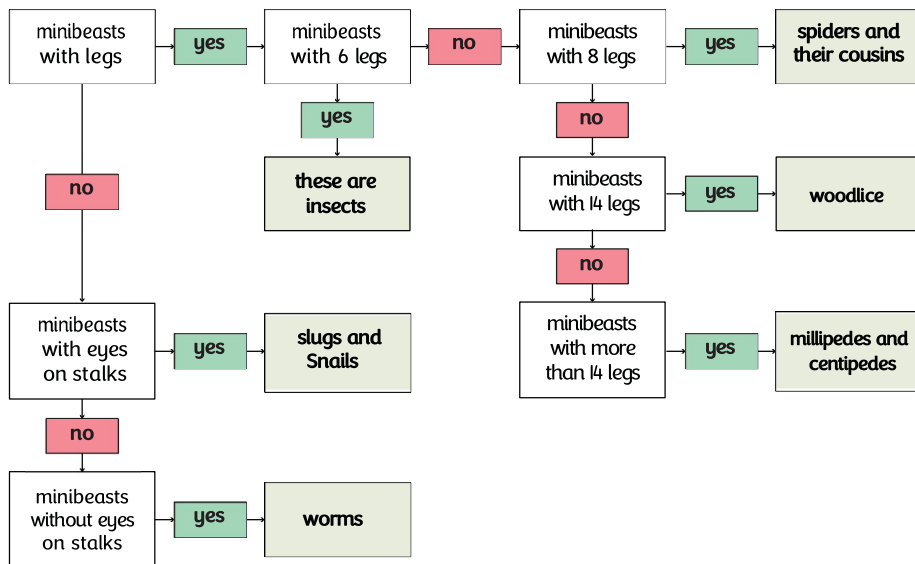 minibeasts
with legs
yes
minibeasts
with 6 legs
no
minibeasts
with 8 legs
yes
spiders and
their cousins
yes
no
no
these are
insects
minibeasts
with 14 legs
yes
woodlice
no
minibeasts
with eyes
on stalks
yes
slugs and
Snails
minibeasts
with more
than 14 legs
yes
millipedes and
centipedes
no
minibeasts
without eyes
on stalks
yes
worms